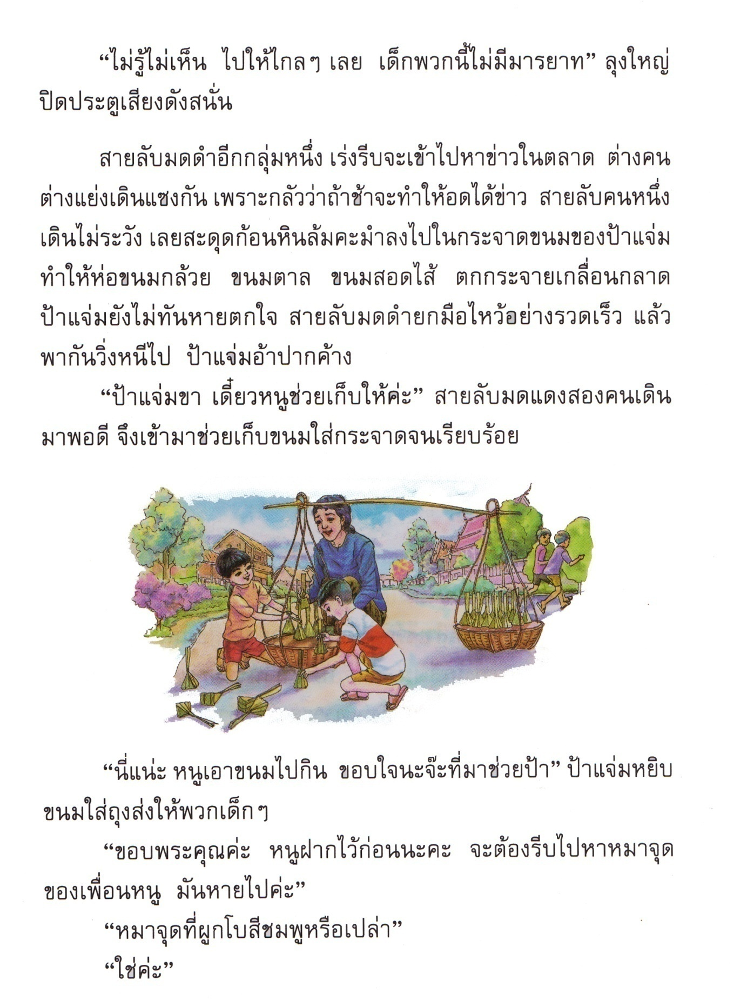 “ไม่รู้ไม่เห็น ไปให้ไกลๆ เลย เด็กพวกนี้ไม่มีมารยาท” ลุงใหญ่
ปิดประตูเสียงดังสนั่น
สายลับมดดำอีกกลุ่มหนึ่ง เร่งรีบจะเข้าไปหาข่าวในตลาด ต่างคน
ต่างแย่งเดินแซงกัน เพราะกลัวว่าถ้าช้าจะทำให้อดได้ข่าว สายลับคนหนึ่ง
เดินไม่ระวัง เลยสะดุดก้อนหินล้มคะมำลงไปในกระจาดขนมของป้าแจ่ม
ทำให้ห่อขนมกล้วย ขนมตาล ขนมสอดไส้ ตกกระจายเกลื่อนกลาด
ป้าแจ่มยังไม่ทันหายตกใจ สายลับมดดำยกมือไหว้อย่างรวดเร็ว แล้ว
พากันวิ่งหนีไป ป้าแจ่มอ้าปากค้าง
“ป้าแจ่มขา เดี๋ยวหนูช่วยเก็บให้ค่ะ” สายลับมดแดงสองคนเดิน
มาพอดี จึงเข้ามาช่วยเก็บขนมใส่กระจาดจนเรียบร้อย
“นี่แน่ะ หนูเอาขนมไปกิน ขอบใจนะจ๊ะที่มาช่วยป้า” ป้าแจ่มหยิบ
ขนมใส่ถุงส่งให้พวกเด็กๆ
“ขอบพระคุณค่ะ หนูฝากไว้ก่อนนะคะ จะต้องรีบไปหาหมาจุด
ของเพื่อนหนู มันหายไปค่ะ”
“หมาจุดที่ผูกโบสีชมพูหรือเปล่า”
“ใช่ค่ะ”